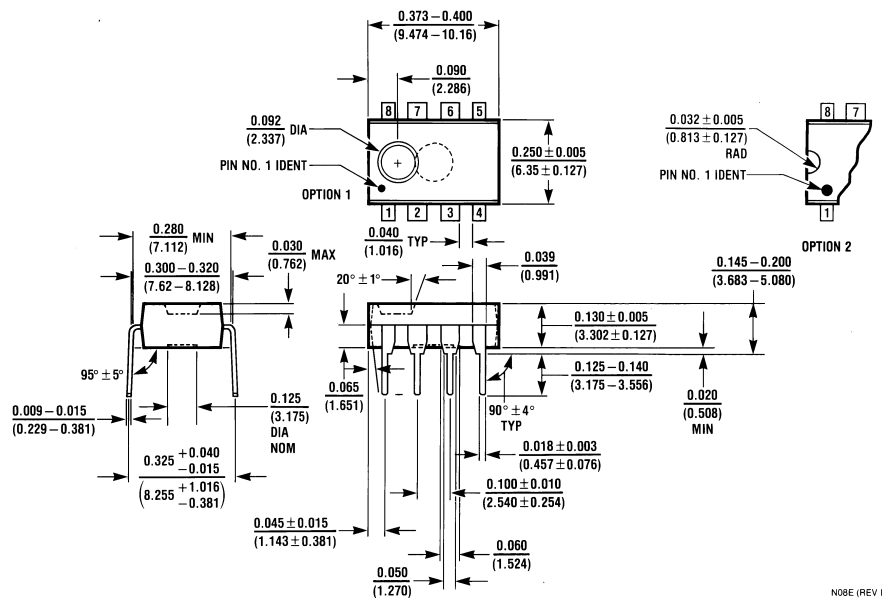 0.373 – 0.400
(9.474 – 10.16)
0.090
(2.286)
8 7 6 5
0.092 DIA
(2.337)
PIN NO. 1 IDENT
OPTION 1
1 2 3 4
0.250 ± 0.005
(6.35 ± 0.127)
0.032 ± 0.005
(0.813 ± 0.127)
RAD
PIN NO. 1 IDENT
8 7
1
OPTION 2
0.280 MIN
(7.112)
0.300 – 0.320
(7.62 – 8.128)
0.030 MAX
(0.762)
0.040 TYP
(1.016)
20° ± 1°
0.039
(0.991)
0.145 – 0.200
(3.683 – 5.080)
0.130 ± 0.005
(3.302 ± 0.127)
0.125 – 0.140
(3.175 – 3.556)
0.020
(0.508)
MIN
95° ± 5°
0.009 – 0.015
(0.229 – 0.381)
0.125
(3.175)
DIA
NOM
0.065
(1.651)
90° ± 4°
TYP
0.325 +0.040
–0.015
(8.255 +1.016
–0.381)
0.018 ± 0.003
(0.457 ± 0.076)
0.100 ± 0.010
(2.540 ± 0.254)
0.045 ± 0.015
(1.143 ± 0.381)
0.060
(1.524)
0.050
(1.270)
N08E (REV